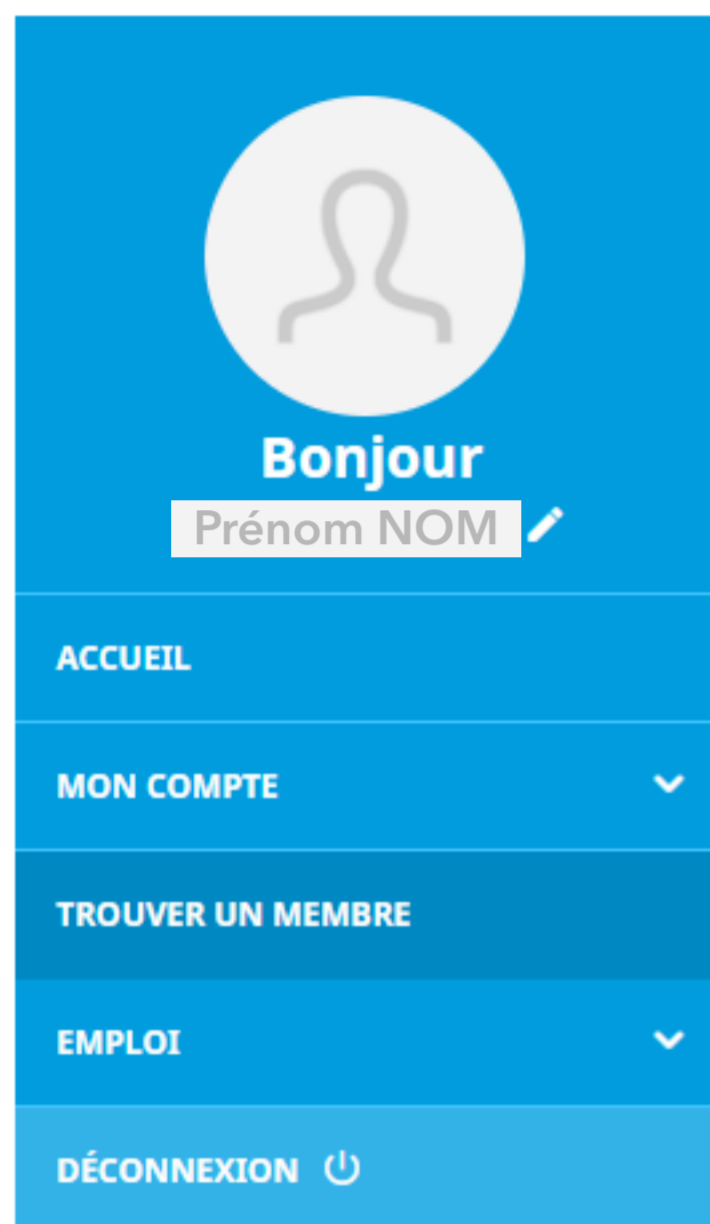 Bonjour
Prénom NOM
ACCUEIL
MON COMPTE
TROUVER UN MEMBRE
EMPLOI
DÉCONNEXION